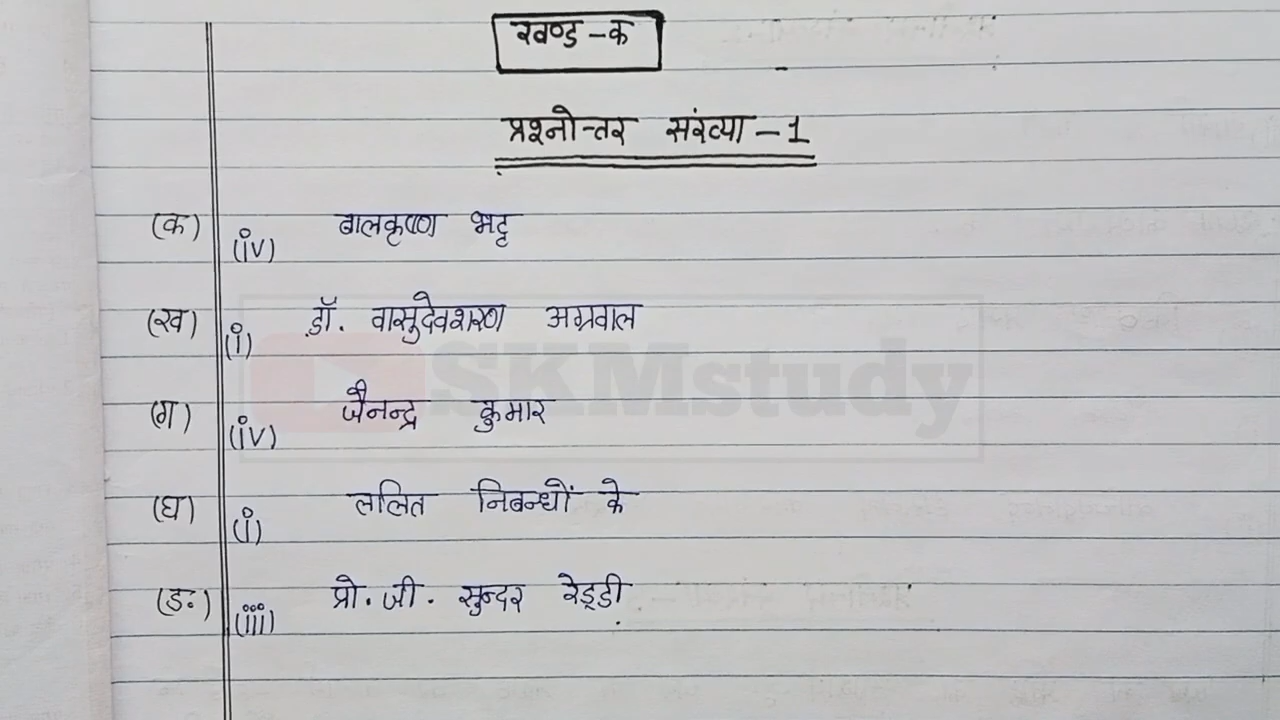 खण्ड -क
प्रश्नोत्तर संख्या -1
(क) (iv) बालकृष्ण भट्ट
(ख) (i) डॉ. वासुदेवशरण अग्रवाल
SKMstudy
(ग) (iv) जैनेन्द्र कुमार
(घ) (i) ललित निबन्धों के
(ङ) (iii) प्रो. जी. सुन्दर रेड्डी